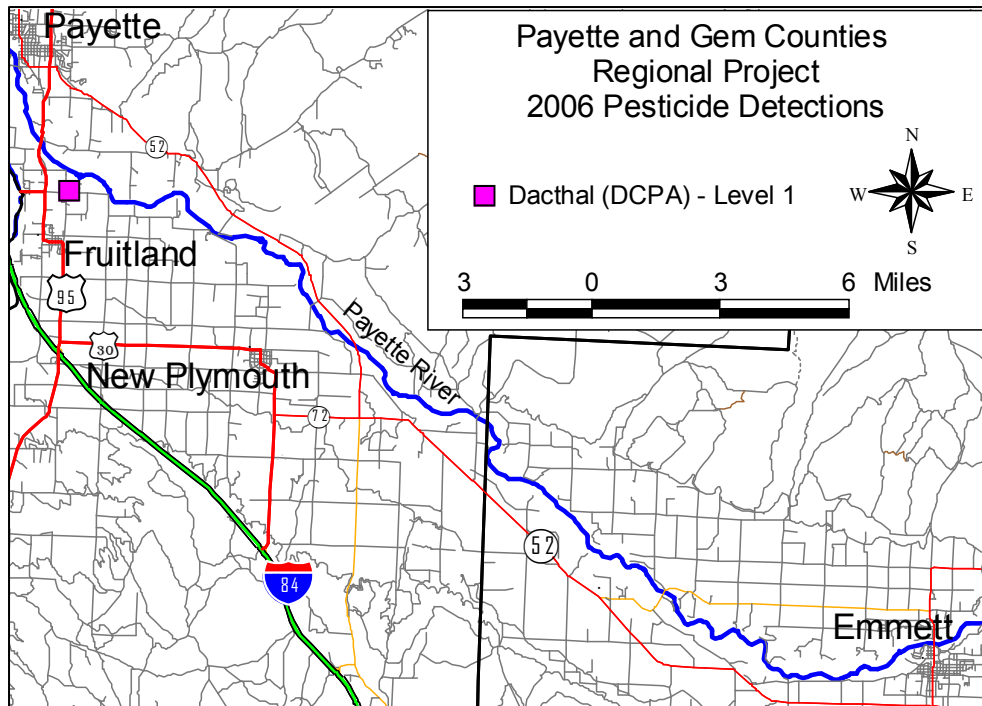 Payette
Payette and Gem Counties
Regional Project
2006 Pesticide Detections
N
W E
S
Dacthal (DCPA) - Level 1
3 0 3 6 Miles
52
Fruitland
95
Payette River
30
New Plymouth
72
52
84
Emmett